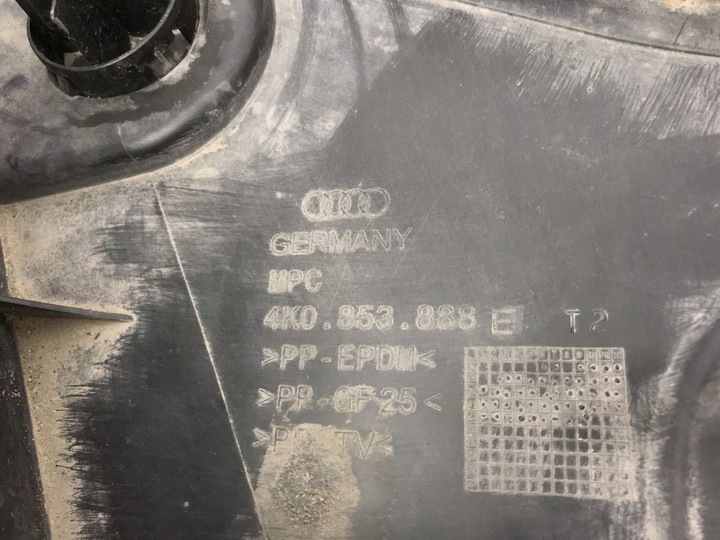 GERMANY
MPC
4K0.853.888 E T2
>PP-EPDM<
>PP-GF25<